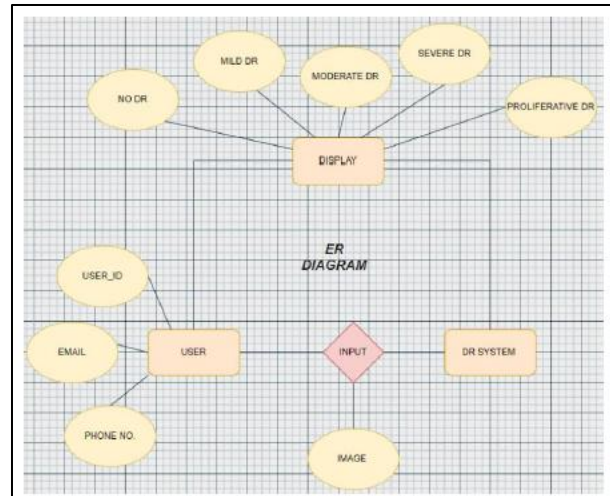 SEVERE DR
MILD DR
MODERATE DR
NO DR
PROLIFERATIVE DR
DISPLAY
ER
DIAGRAM
USER_ID
EMAIL
USER
INPUT
DR SYSTEM
PHONE NO.
IMAGE